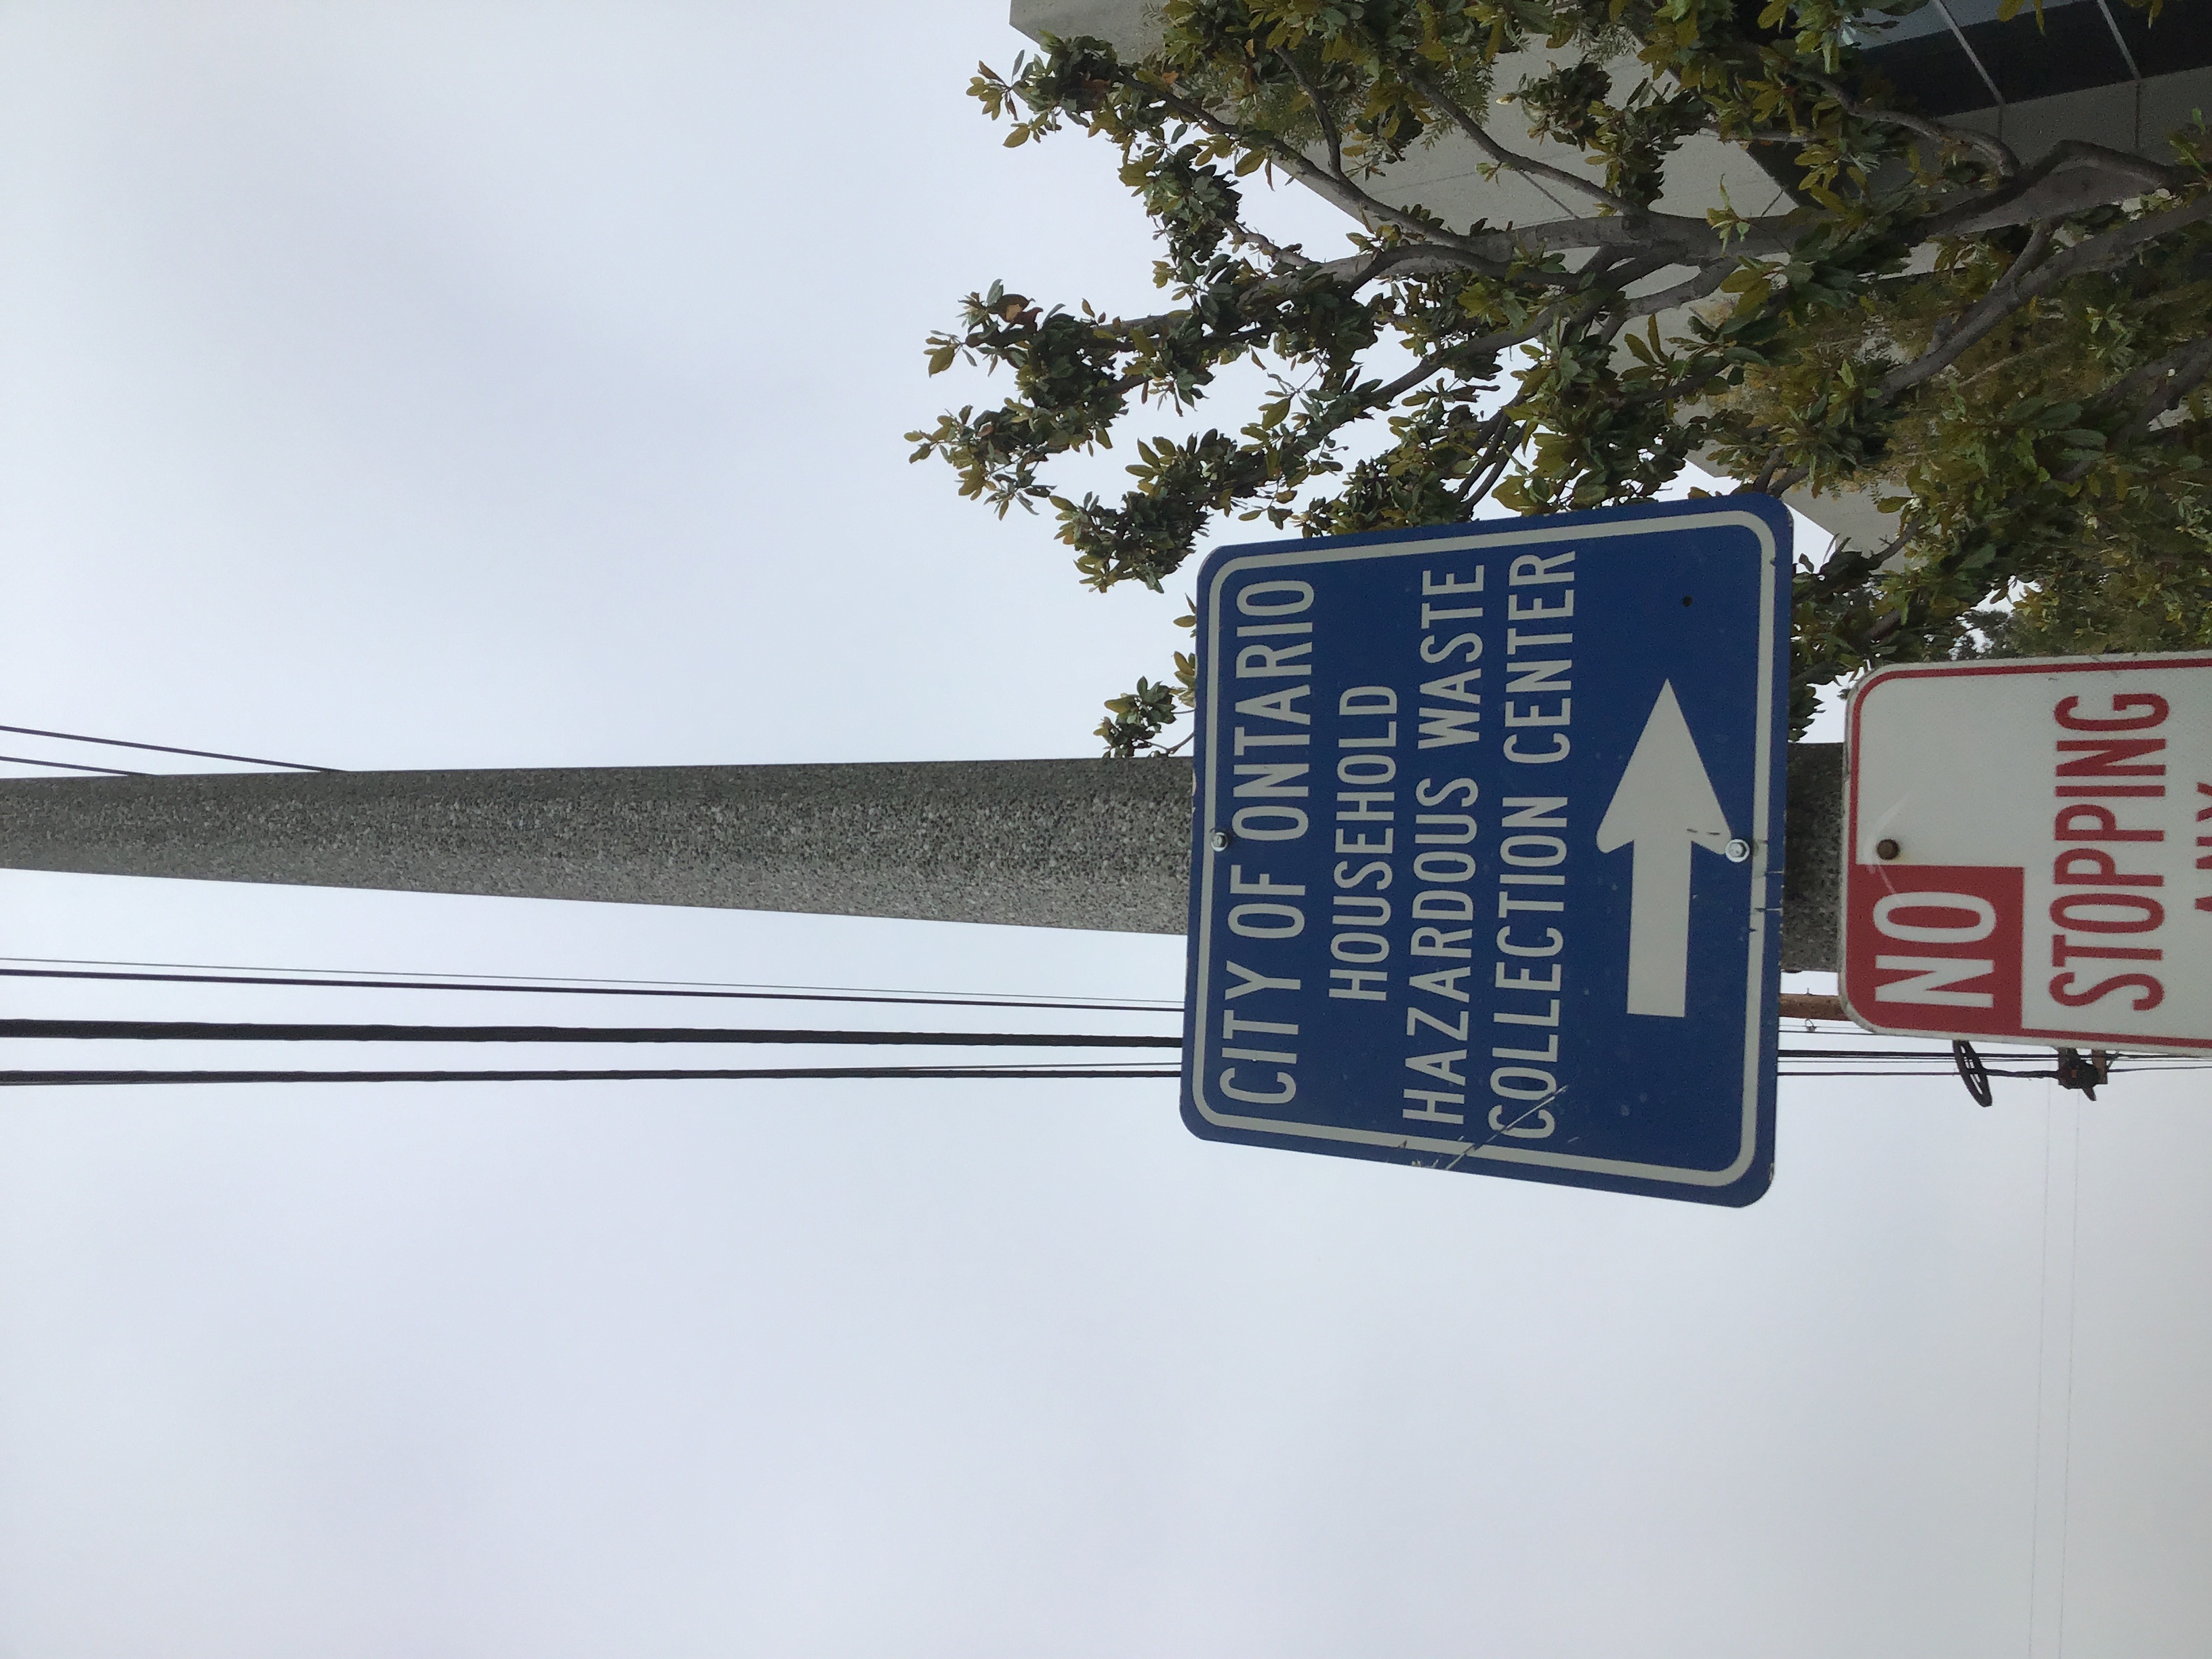 CITY OF ONTARIO
HOUSEHOLD
HAZARDOUS WASTE
COLLECTION CENTER
NO
STOPPING